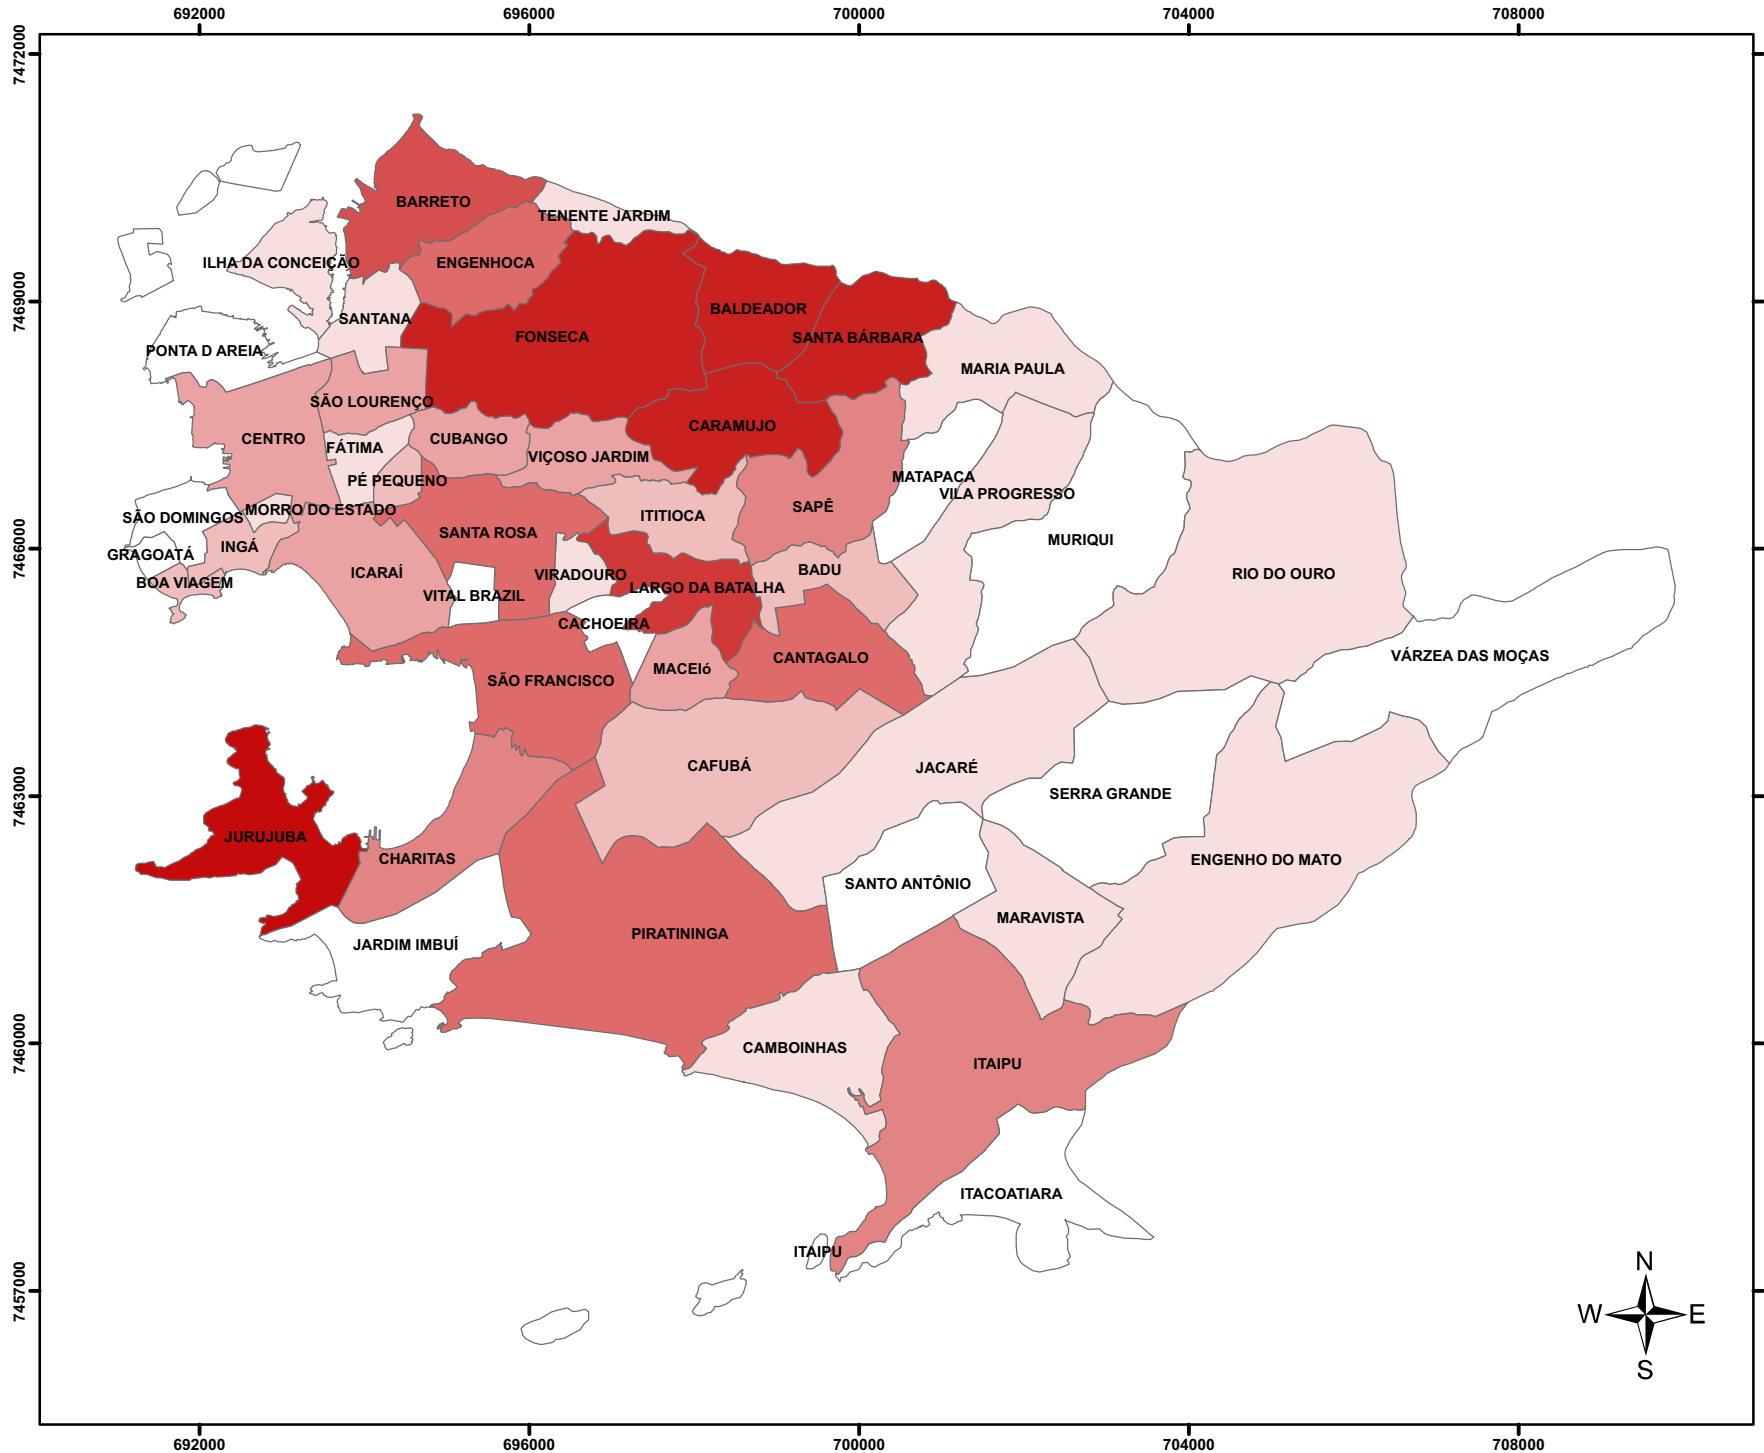 692000 696000 700000 704000 708000
7472000
BARRETO
TENENTE JARDIM
ILHA DA CONCEIÇÃO
ENGENHOCA
7469000
BALDEADOR
SANTANA
FONSECA
SANTA BÁRBARA
PONTA D AREIA
MARIA PAULA
SÃO LOURENÇO
CARAMUJO
CENTRO
CUBANGO
FÁTIMA
VIÇOSO JARDIM
PÉ PEQUENO
MATAPACA
VILA PROGRESSO
SAPÊ
MORRO DO ESTADO
ITITIOCA
SÃO DOMINGOS
SANTA ROSA
MURIQUI
INGÁ
7466000
GRAGOATÁ
BADU
ICARAÍ
RIO DO OURO
VIRADOURO
BOA VIAGEM
LARGO DA BATALHA
VITAL BRAZIL
CACHOEIRA
VÁRZEA DAS MOÇAS
CANTAGALO
MACEIó
SÃO FRANCISCO
CAFUBÁ
JACARÉ
SERRA GRANDE
7463000
JURUJUBA
CHARITAS
ENGENHO DO MATO
SANTO ANTÔNIO
MARAVISTA
PIRATININGA
JARDIM IMBUÍ
7460000
CAMBOINHAS
ITAIPU
ITACOATIARA
ITAIPU
7457000
N
W E
S
692000 696000 700000 704000 708000